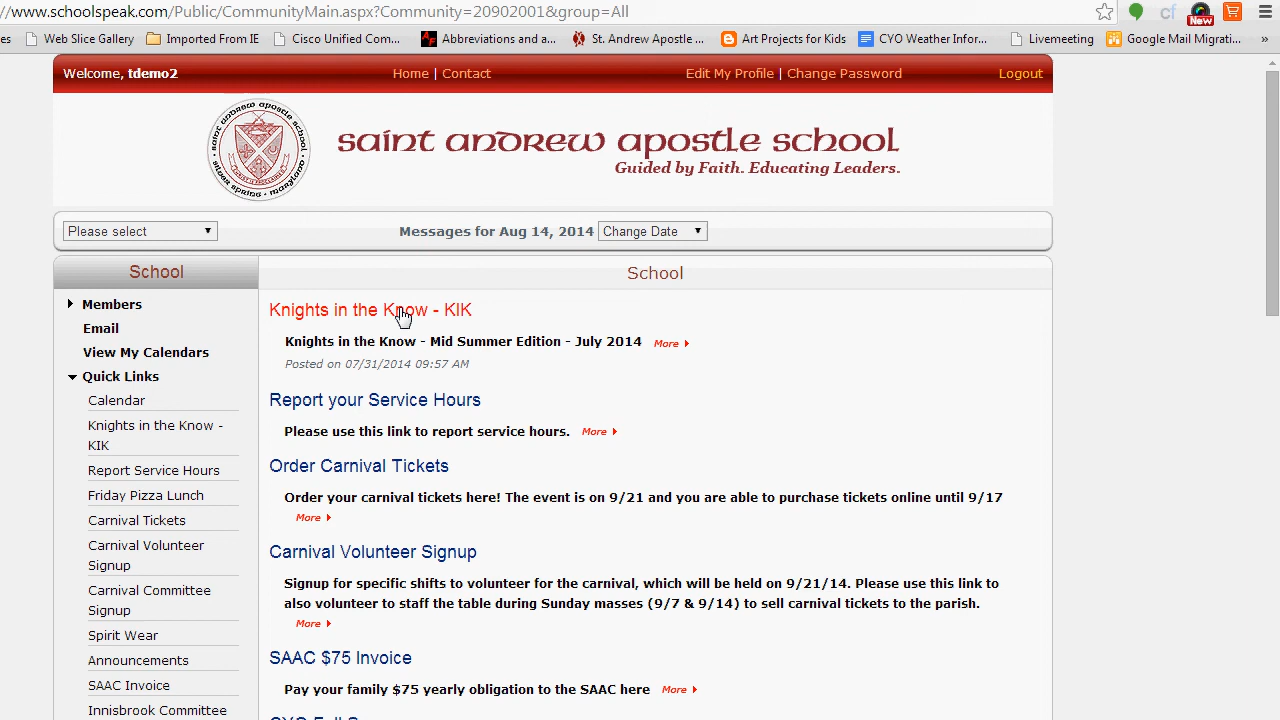 //www.schoolspeak.com/Public/CommunityMain.aspx?Community=20902001&group=All
New
es Web Slice Gallery Imported From IE Cisco Unified Com... Abbreviations and a... St. Andrew Apostle... Art Projects for Kids CYO Weather Infor... Livemeeting Google Mail Migrati... »
Welcome, tdemo2 Home | Contact Edit My Profile | Change Password Logout
saint andrew apostle school
saint andrew apostle school
silver spring, maryland
Guided by Faith. Educating Leaders.
Please select Messages for Aug 14, 2014 Change Date
School
Members
Email
View My Calendars
Quick Links
Calendar
Knights in the Know -
KIK
Report Service Hours
Friday Pizza Lunch
Carnival Tickets
Carnival Volunteer
Signup
Carnival Committee
Signup
Spirit Wear
Announcements
SAAC Invoice
Innisbrook Committee
School
Knights in the Know - KIK
Knights in the Know - Mid Summer Edition - July 2014 More
Posted on 07/31/2014 09:57 AM
Report your Service Hours
Please use this link to report service hours. More
Order Carnival Tickets
Order your carnival tickets here! The event is on 9/21 and you are able to purchase tickets online until 9/17
More
Carnival Volunteer Signup
Signup for specific shifts to volunteer for the carnival, which will be held on 9/21/14. Please use this link to
also volunteer to staff the table during Sunday masses (9/7 & 9/14) to sell carnival tickets to the parish.
More
SAAC $75 Invoice
Pay your family $75 yearly obligation to the SAAC here More